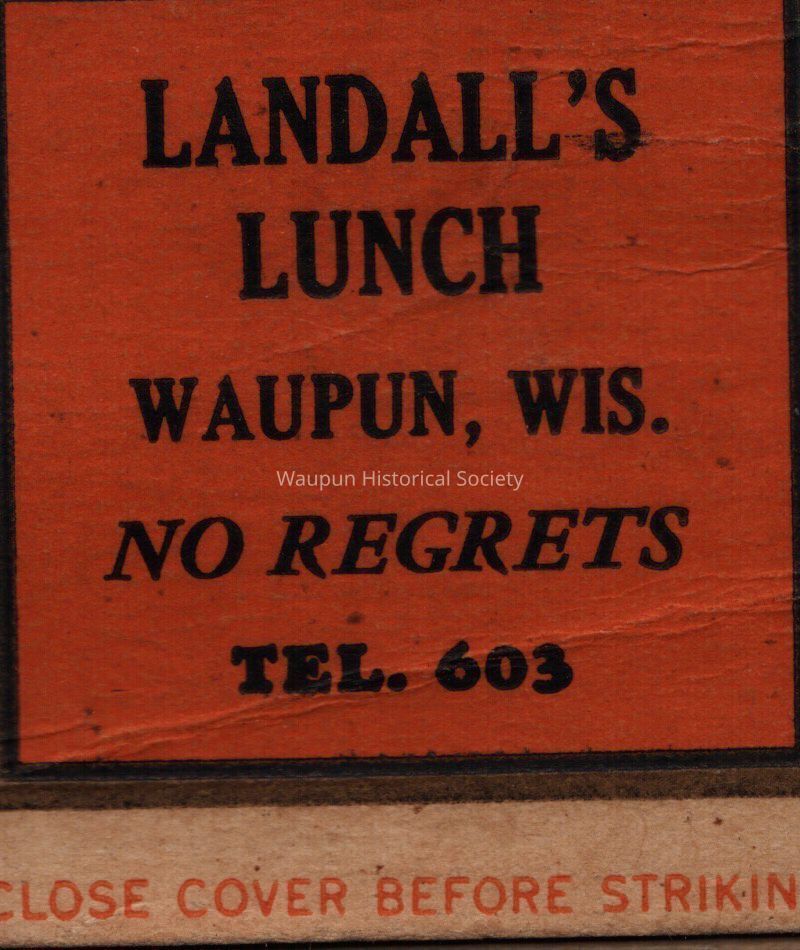 LANDALL'S
LUNCH
WAUPUN, WIS.
Waupun Historical Society
NO REGRETS
TEL. 603
CLOSE COVER BEFORE STRIKIN